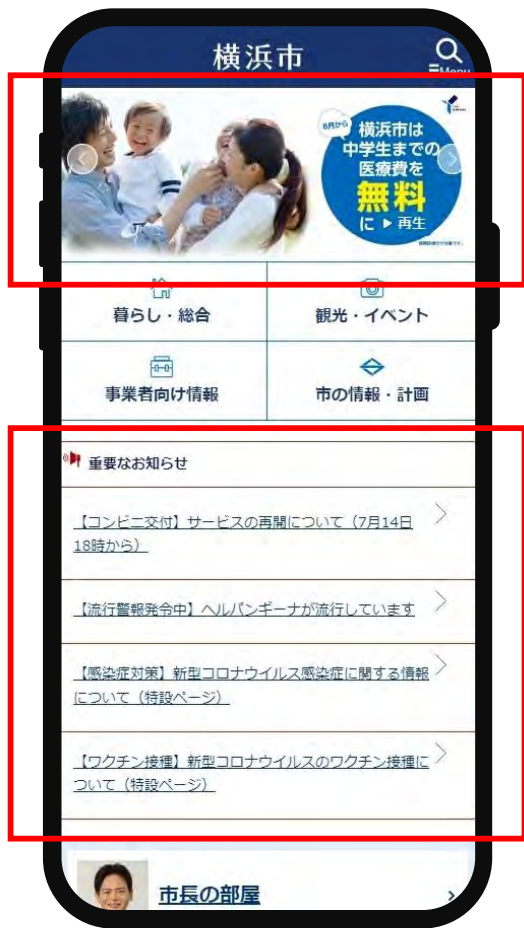 横浜市
Menu
8月から
横浜市は
中学生までの
医療費を
無料
に ▶ 再生
暮らし・総合
観光・イベント
事業者向け情報
市の情報・計画
重要なお知らせ
【コンビニ交付】サービスの再開について（7月14日
18時から）
【流行警報発令中】ヘルパンギーナが流行しています
【感染症対策】新型コロナウイルス感染症に関する情報
について（特設ページ）
【ワクチン接種】新型コロナウイルスのワクチン接種に
ついて（特設ページ）
市長の部屋